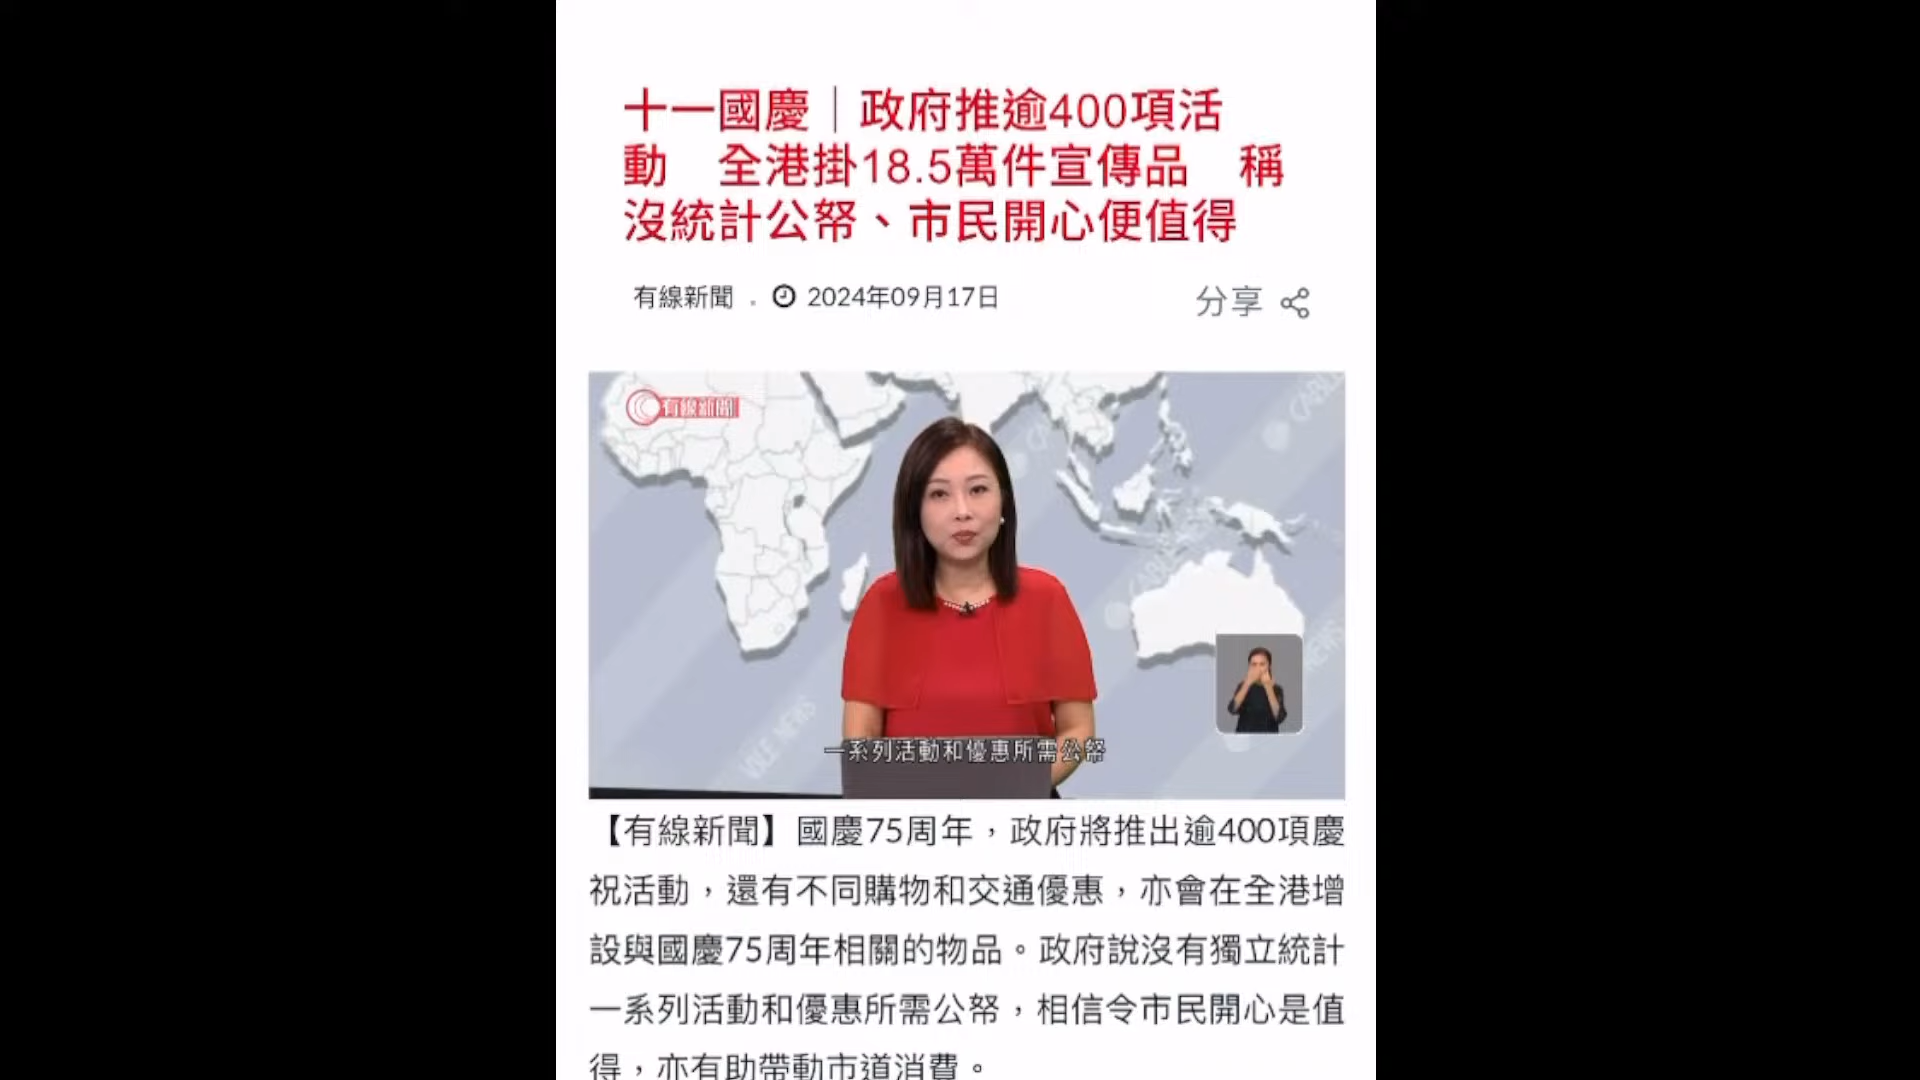 十一國慶｜政府推逾400項活
動　全港掛18.5萬件宣傳品　稱
沒統計公帑、市民開心便值得
有線新聞 . 2024年09月17日
分享
有線新聞
CABLE NEWS
一系列活動和優惠所需公帑
【有線新聞】國慶75周年，政府將推出逾400項慶
祝活動，還有不同購物和交通優惠，亦會在全港增
設與國慶75周年相關的物品。政府說沒有獨立統計
一系列活動和優惠所需公帑，相信令市民開心是值
得，亦有助帶動市道消費。